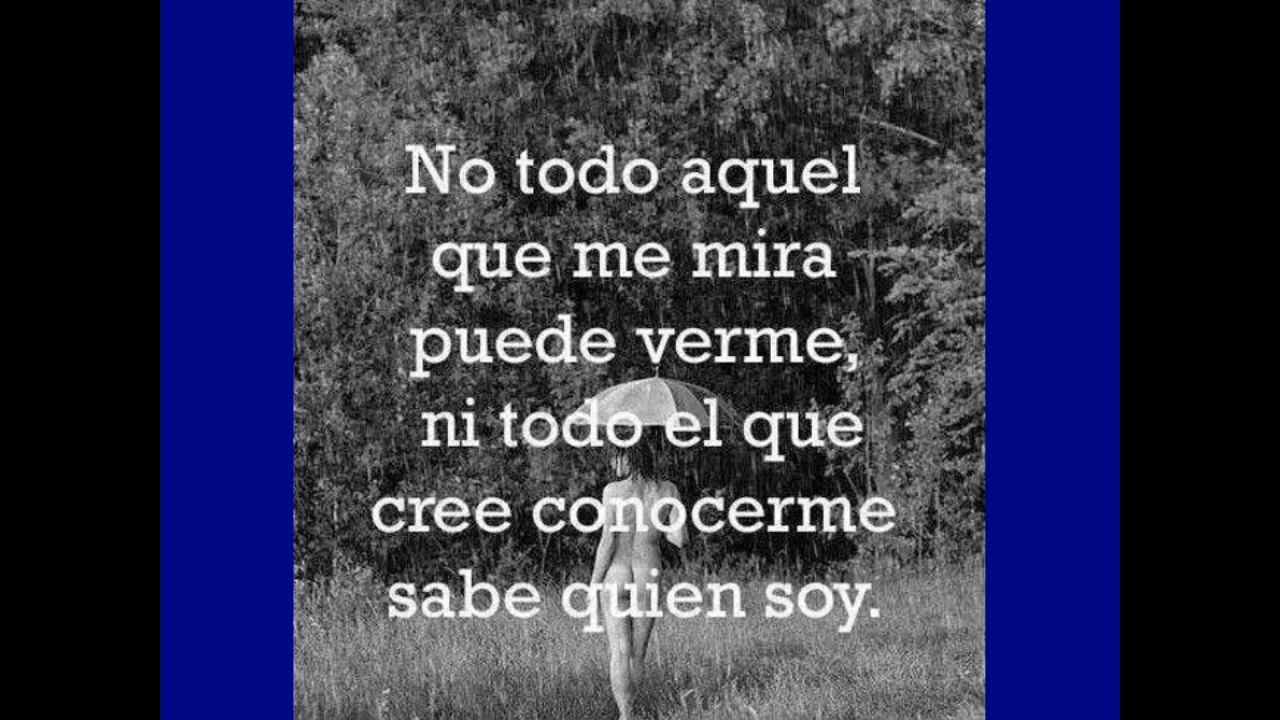 No todo aquel
que me mira
puede verme,
ni todo el que
cree conocerme
sabe quien soy.